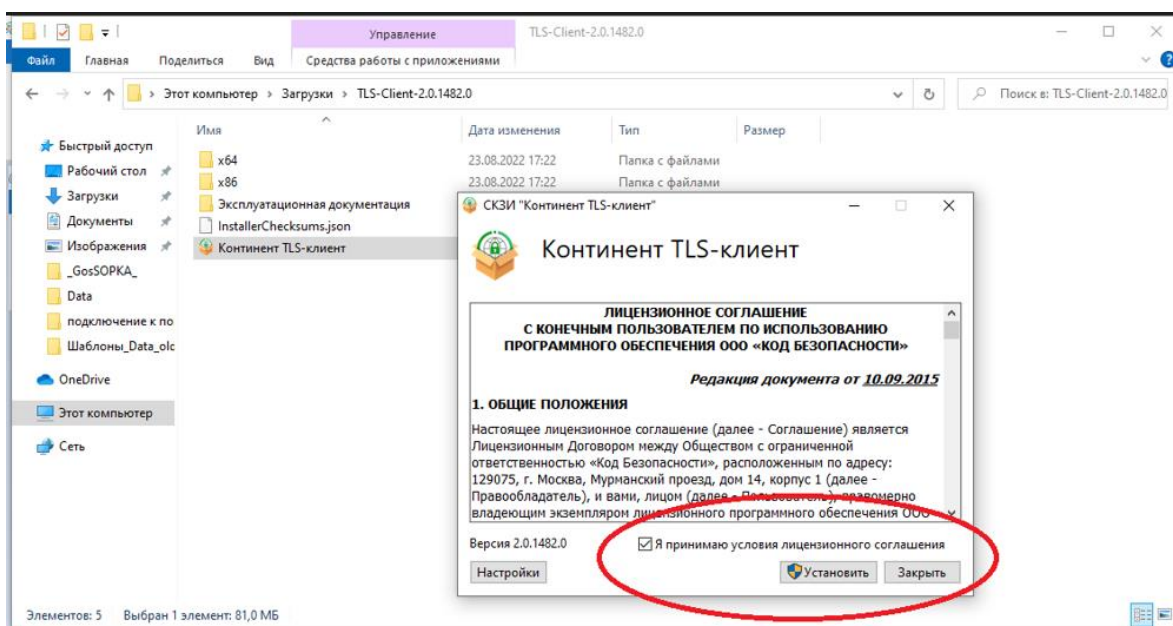 Управление
TLS-Client-2.0.1482.0
Файл Главная Поделиться Вид Средства работы с приложениями
Этот компьютер › Загрузки › TLS-Client-2.0.1482.0
Поиск в: TLS-Client-2.0.1482.0
Имя Дата изменения Тип Размер
Быстрый доступ
Рабочий стол
Загрузки
Документы
Изображения
_GosSOPKA_
Data
подключение к по
Шаблоны_Data_olc
OneDrive
Этот компьютер
Сеть
x64 23.08.2022 17:22 Папка с файлами
x86 23.08.2022 17:22 Папка с файлами
Эксплуатационная документация
InstallerChecksums.json
Континент TLS-клиент
СКЗИ "Континент TLS-клиент"
Континент TLS-клиент
ЛИЦЕНЗИОННОЕ СОГЛАШЕНИЕ
С КОНЕЧНЫМ ПОЛЬЗОВАТЕЛЕМ ПО ИСПОЛЬЗОВАНИЮ
ПРОГРАММНОГО ОБЕСПЕЧЕНИЯ ООО «КОД БЕЗОПАСНОСТИ»
Редакция документа от 10.09.2015
1. ОБЩИЕ ПОЛОЖЕНИЯ
Настоящее лицензионное соглашение (далее - Соглашение) является
Лицензионным Договором между Обществом с ограниченной
ответственностью «Код Безопасности», расположенным по адресу:
129075, г. Москва, Мурманский проезд, дом 14, корпус 1 (далее -
Правообладатель), и вами, лицом (далее - Пользователь), правомерно
владеющим экземпляром лицензионного программного обеспечения ООО
Версия 2.0.1482.0
Я принимаю условия лицензионного соглашения
Настройки Установить Закрыть
Элементов: 5 Выбран 1 элемент: 81,0 МБ